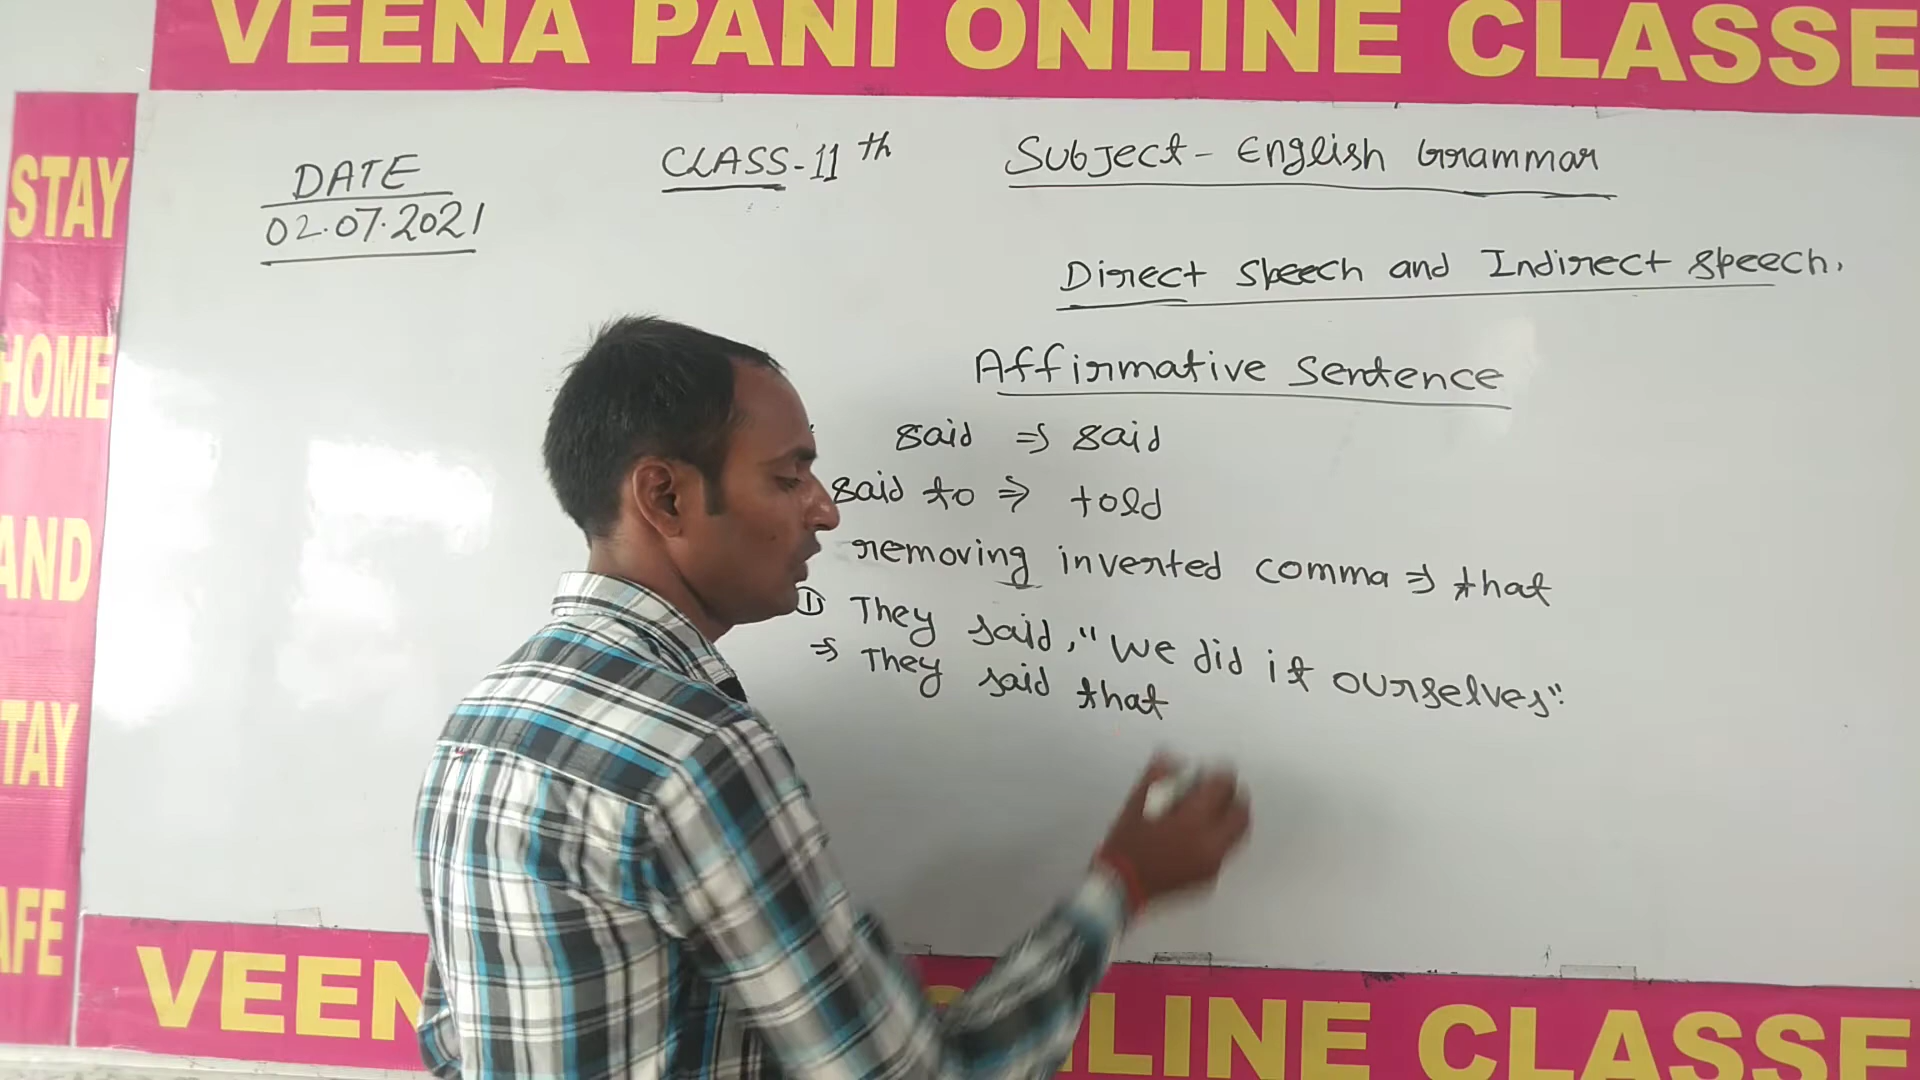 VEENA PANI ONLINE CLASSE
STAY
HOME
AND
TAY
AFE
DATE
02.07.2021
CLASS-11th
Subject- English Grammar
Direct Speech and Indirect speech.
Affirmative Sentence
said ⇒ said
said to ⇒ told
removing inverted comma ⇒ that
① They said, "We did it ourselves".
⇒ They said that
VEEN ONLINE CLASSE